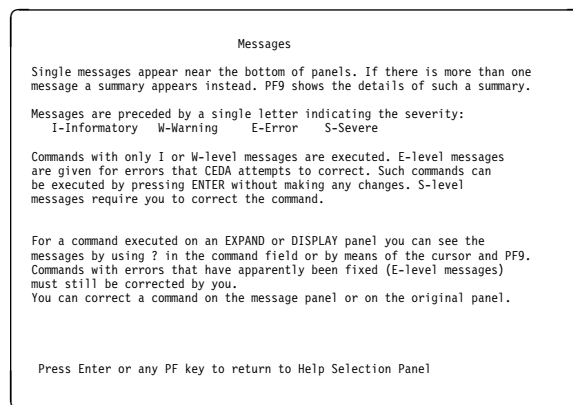 Messages
Single messages appear near the bottom of panels. If there is more than one
message a summary appears instead. PF9 shows the details of such a summary.
Messages are preceded by a single letter indicating the severity:
I-Informatory W-Warning E-Error S-Severe
Commands with only I or W-level messages are executed. E-level messages
are given for errors that CEDA attempts to correct. Such commands can
be executed by pressing ENTER without making any changes. S-level
messages require you to correct the command.
For a command executed on an EXPAND or DISPLAY panel you can see the
messages by using ? in the command field or by means of the cursor and PF9.
Commands with errors that have apparently been fixed (E-level messages)
must still be corrected by you.
You can correct a command on the message panel or on the original panel.
Press Enter or any PF key to return to Help Selection Panel